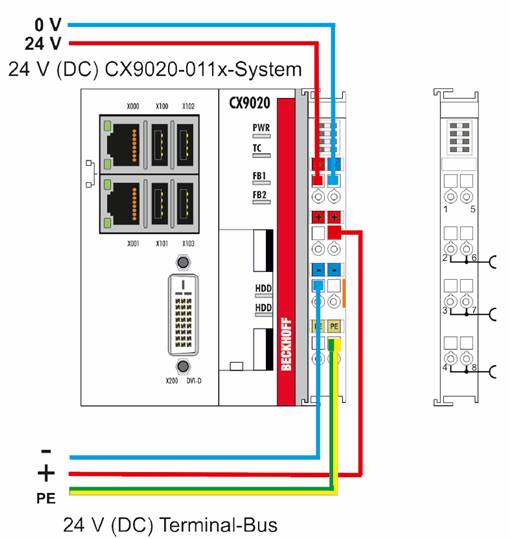 0 V
24 V
24 V (DC) CX9020-011x-System
X000 X100 X102
CX9020
PWR
TC
FB1
FB2
X001 X101 X103
HDD
HDD
X200 DVI-D
BECKHOFF
+ -
+ +
- -
PE PE
1 5
2 6
3 7
4 8
-
+
PE
24 V (DC) Terminal-Bus